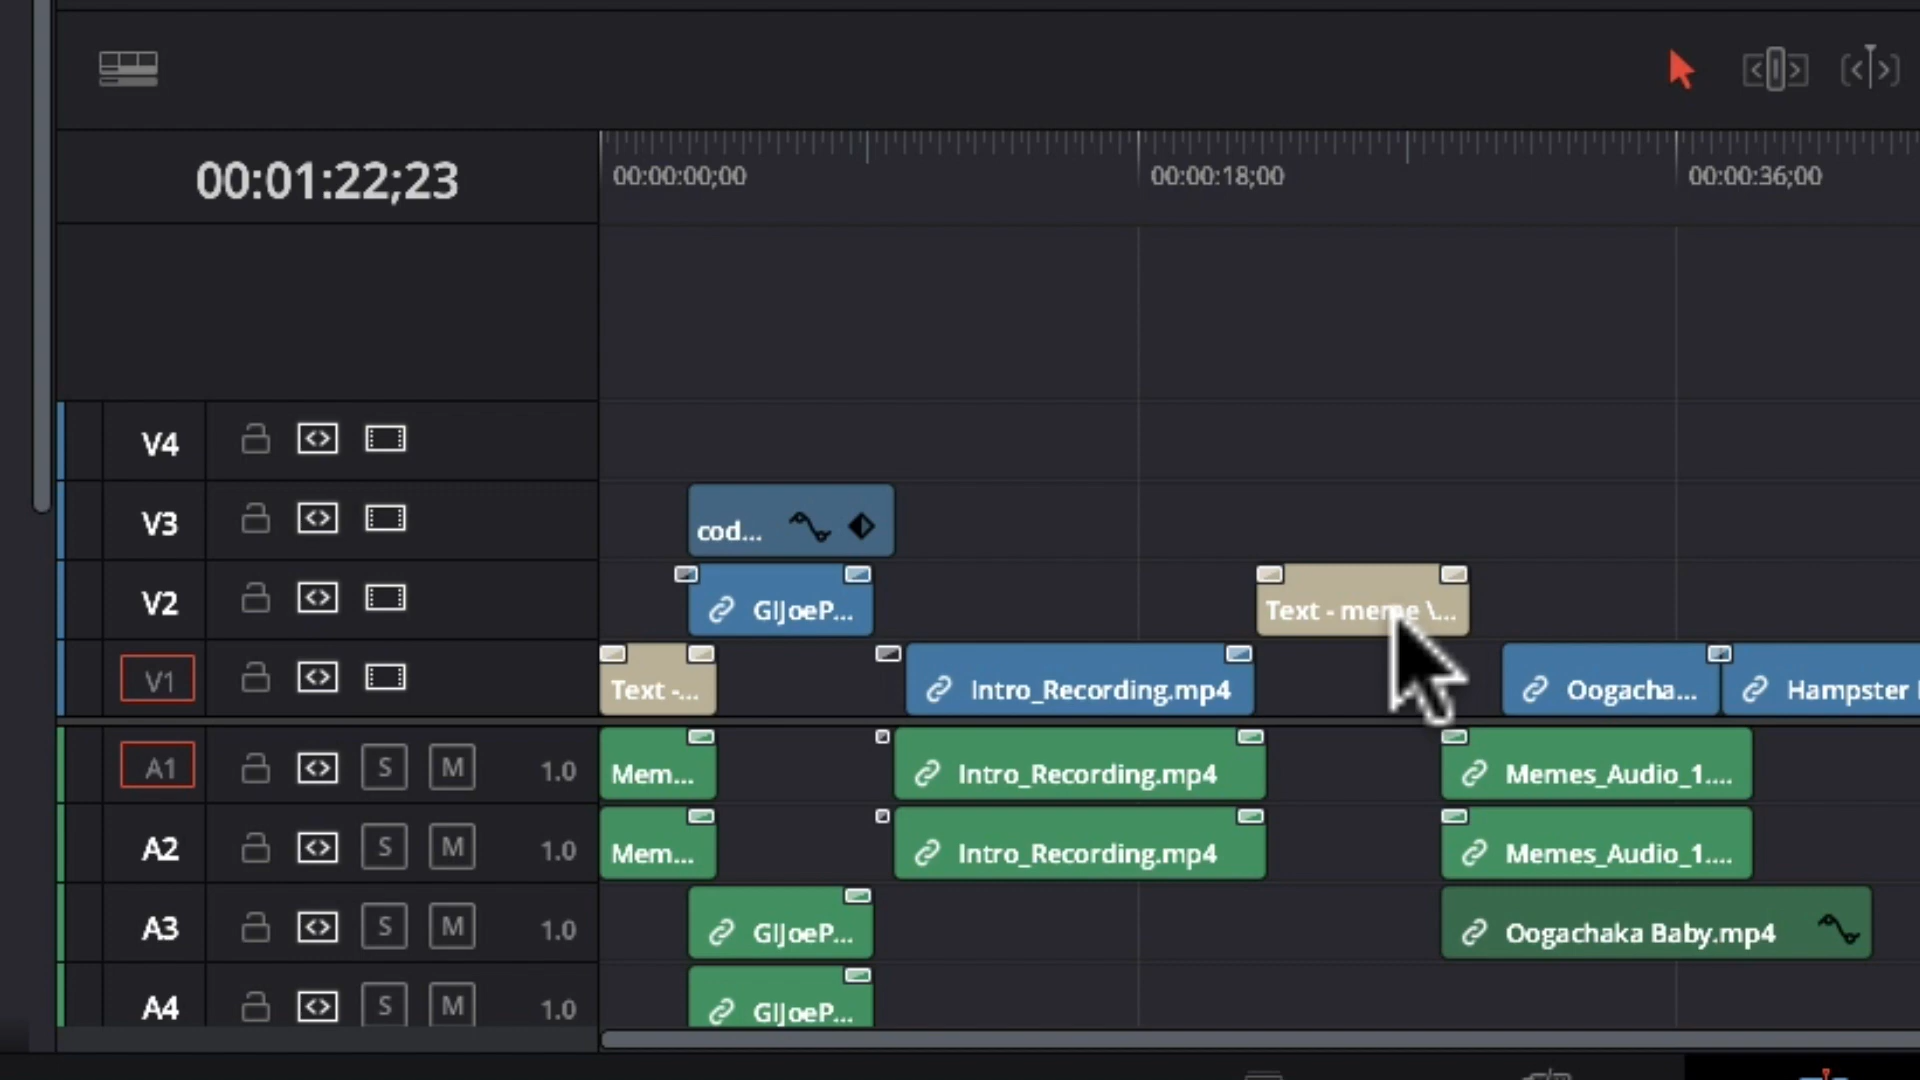 00:01:22;23
00:00:00;00
00:00:18;00
00:00:36;00
V4
V3
cod...
V2
GIJoeP...
Text - meme \...
V1
Text -...
Intro_Recording.mp4
Oogacha...
Hampster
A1
S
M
1.0
Mem...
Intro_Recording.mp4
Memes_Audio_1....
A2
S
M
1.0
Mem...
Intro_Recording.mp4
Memes_Audio_1....
A3
S
M
1.0
GIJoeP...
Oogachaka Baby.mp4
A4
S
M
1.0
GIJoeP...